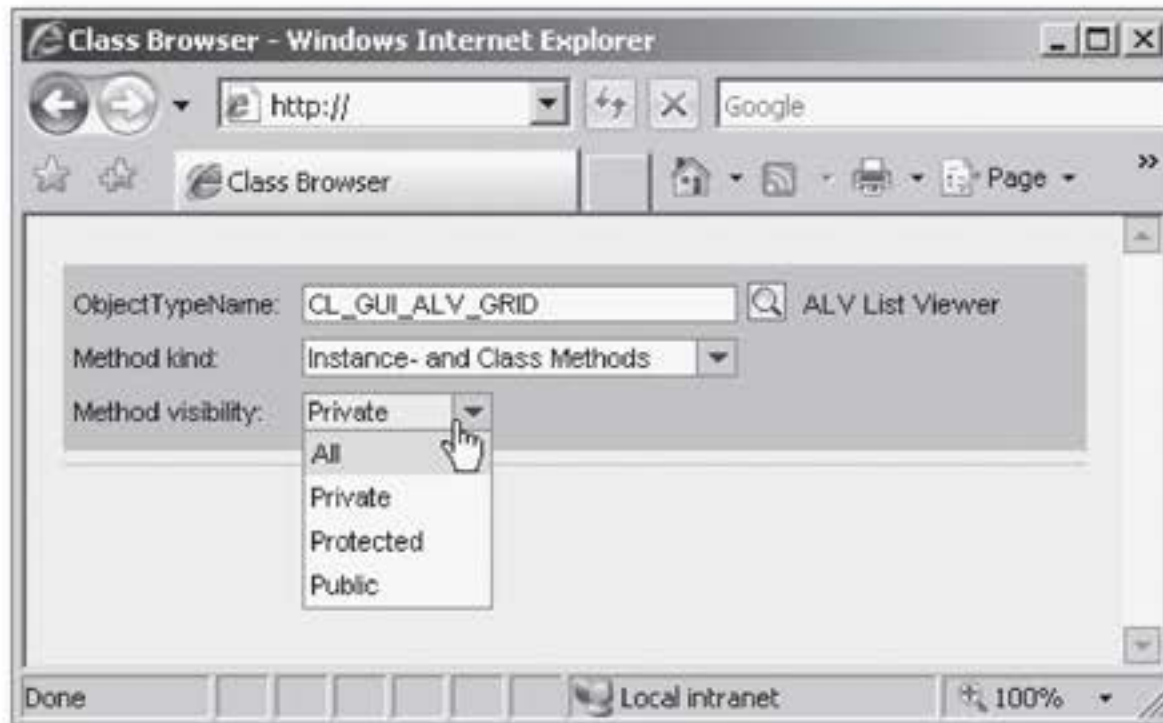 Class Browser - Windows Internet Explorer
http://
Google
Class Browser
Page
»
ObjectTypeName: CL_GUI_ALV_GRID ALV List Viewer
Method kind: Instance- and Class Methods
Method visibility: Private
All
Private
Protected
Public
Done Local intranet 100%